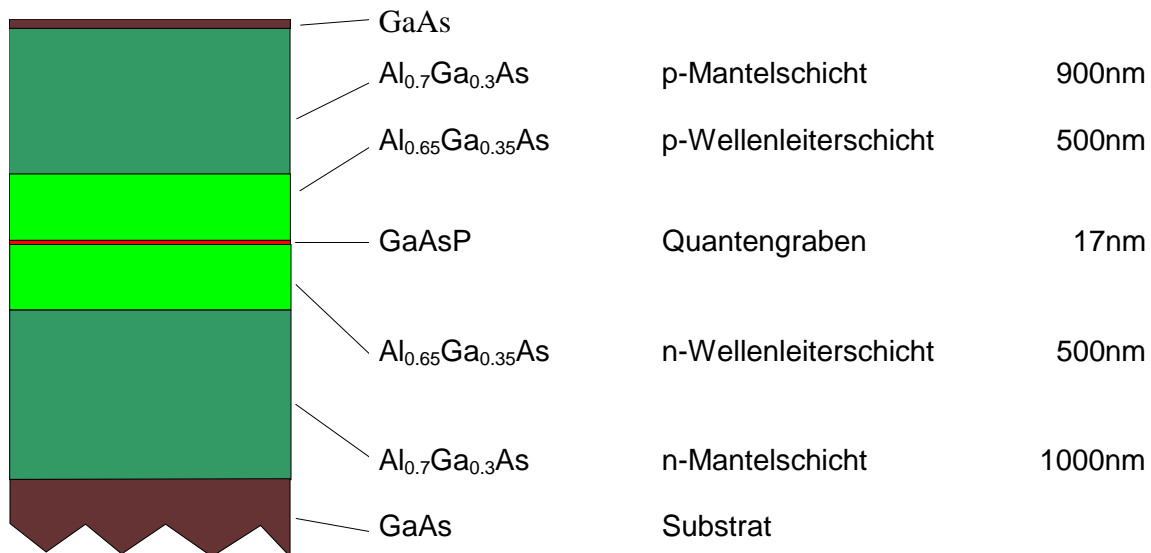 GaAs
Al₀.₇Ga₀.₃As p-Mantelschicht 900nm
Al₀.₆₅Ga₀.₃₅As p-Wellenleiterschicht 500nm
GaAsP Quantengraben 17nm
Al₀.₆₅Ga₀.₃₅As n-Wellenleiterschicht 500nm
Al₀.₇Ga₀.₃As n-Mantelschicht 1000nm
GaAs Substrat